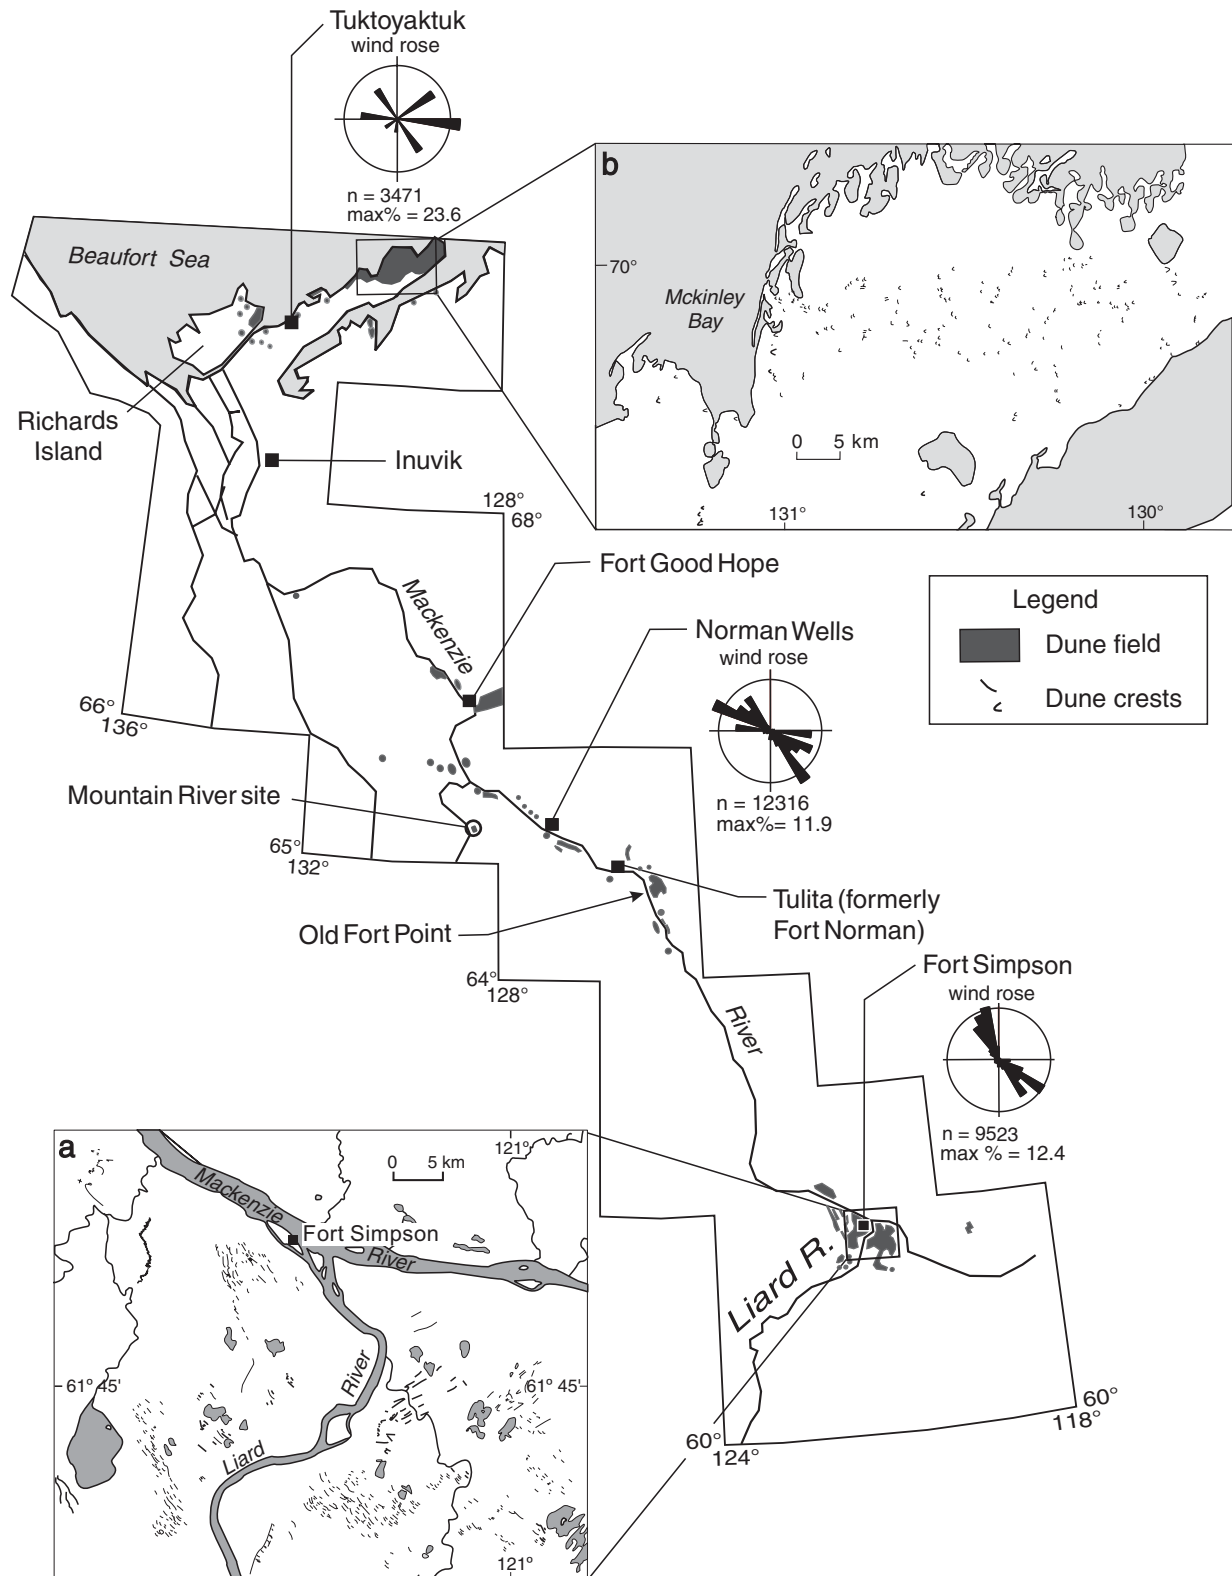 Tuktoyaktuk
wind rose
n = 3471
max% = 23.6
Beaufort Sea
Richards
Island
Inuvik
128°
68°
b
70°
Mckinley
Bay
0 5 km
131°
130°
Fort Good Hope
Mackenzie
Norman Wells
wind rose
n = 12316
max%= 11.9
Legend
Dune field
Dune crests
66°
136°
Mountain River site
65°
132°
Old Fort Point
Tulita (formerly
Fort Norman)
64°
128°
River
Fort Simpson
wind rose
n = 9523
max % = 12.4
Liard R.
60°
124°
60°
118°
a
121°
0 5 km
Mackenzie
Fort Simpson
River
61° 45'
River
61° 45'
Liard
121°